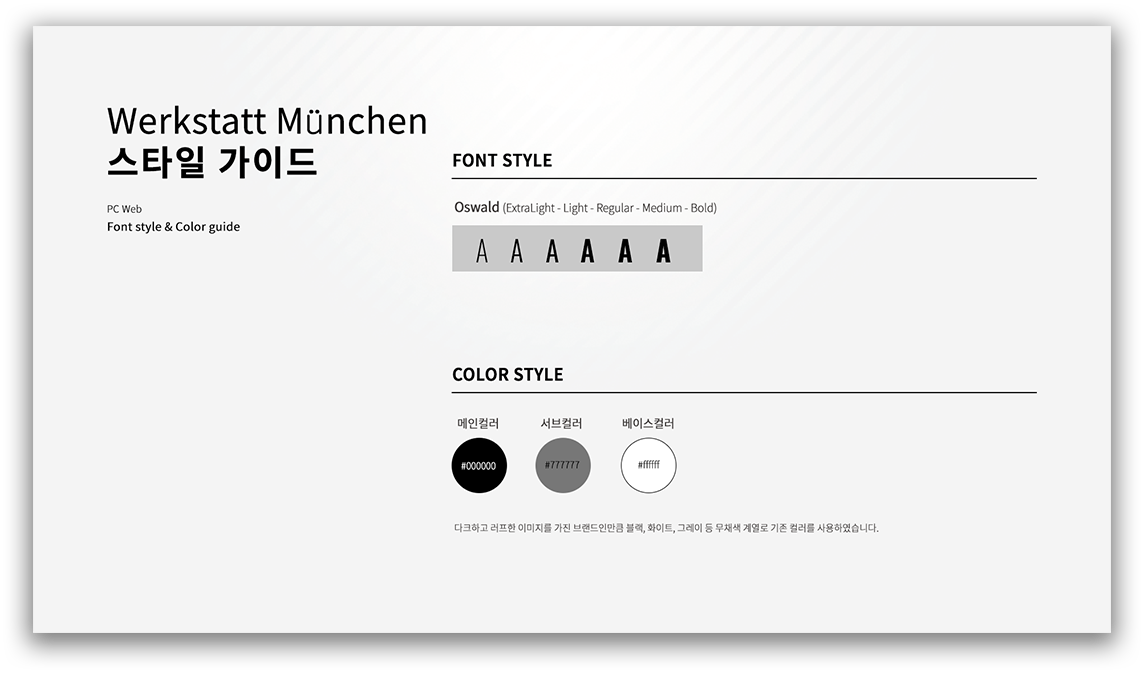 Werkstatt München
스타일 가이드
PC Web
Font style & Color guide
FONT STYLE
Oswald (ExtraLight - Light - Regular - Medium - Bold)
A A A A A A
COLOR STYLE
메인컬러 서브컬러 베이스컬러
#000000 #777777 #ffffff
다크하고 러프한 이미지를 가진 브랜드인만큼 블랙, 화이트, 그레이 등 무채색 계열로 기존 컬러를 사용하였습니다.